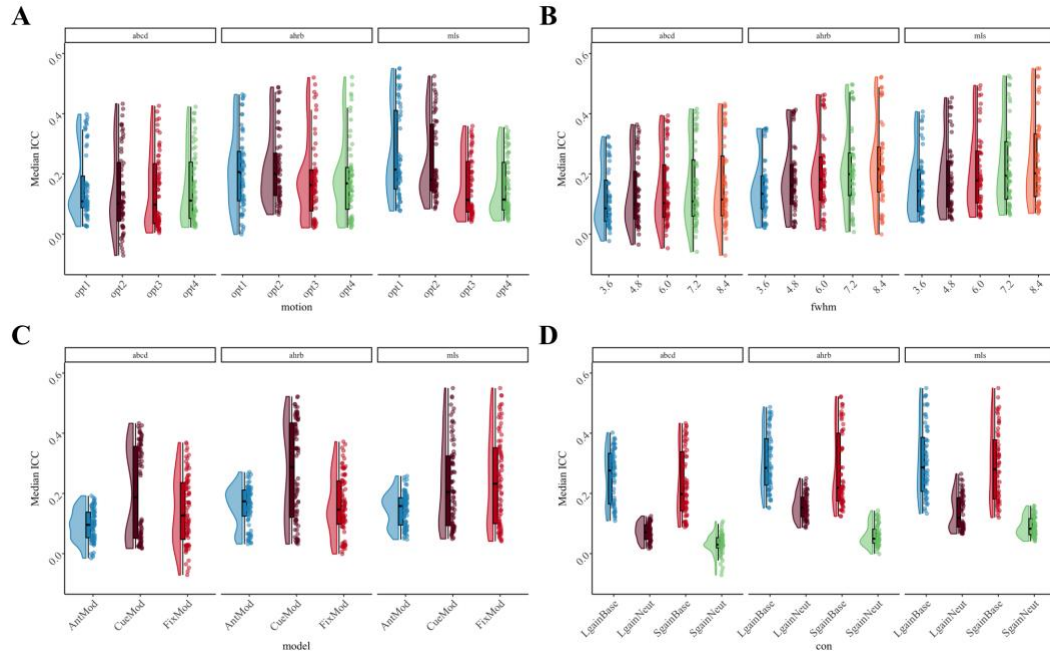 A
abcd ahrb mls
Median ICC
0.6
0.4
0.2
0.0
opt1 opt2 opt3 opt4 opt1 opt2 opt3 opt4 opt1 opt2 opt3 opt4
motion
B
abcd ahrb mls
Median ICC
0.6
0.4
0.2
0.0
3.6 4.8 6.0 7.2 8.4 3.6 4.8 6.0 7.2 8.4 3.6 4.8 6.0 7.2 8.4
fwhm
C
abcd ahrb mls
Median ICC
0.6
0.4
0.2
0.0
AntMod CueMod FixMod AntMod CueMod FixMod AntMod CueMod FixMod
model
D
abcd ahrb mls
Median ICC
0.6
0.4
0.2
0.0
LgainBase LgainNeut SgainBase SgainNeut LgainBase LgainNeut SgainBase SgainNeut LgainBase LgainNeut SgainBase SgainNeut
con